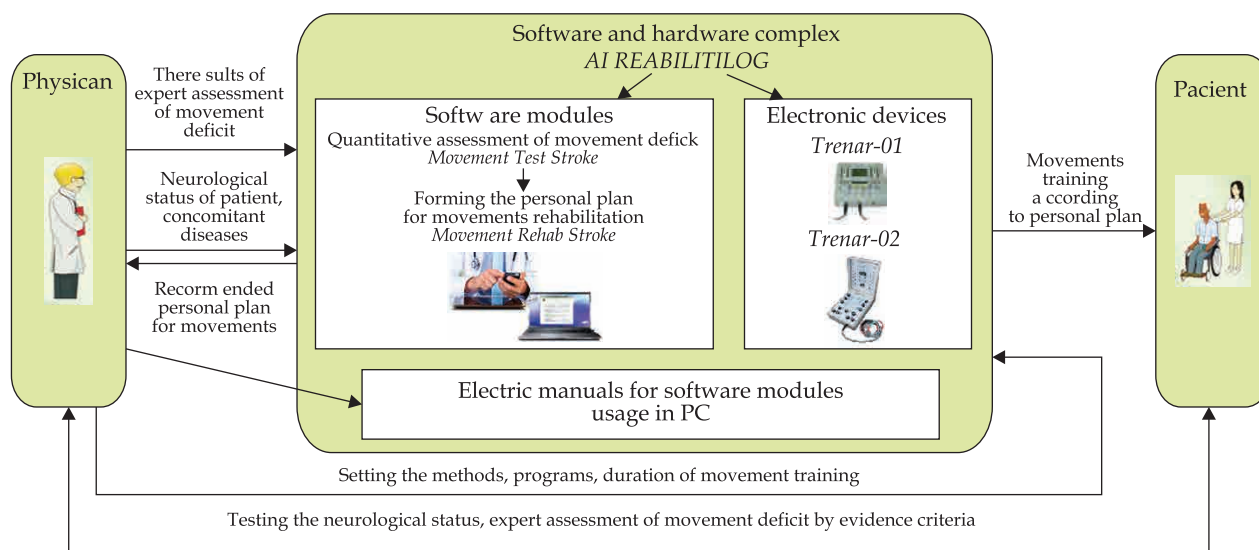 Physican
There sults of
expert assessment
of movement
deficit
Neurological
status of patient,
concomitant
diseases
Recorm ended
personal plan
for movements
Software and hardware complex
AI REABILITILOG
Softw are modules
Quantitative assessment of movement defick
Movement Test Stroke
Forming the personal plan
for movements rehabilitation
Movement Rehab Stroke
Electronic devices
Trenar-01
Trenar-02
Electric manuals for software modules
usage in PC
Movements
training
a ccording
to personal plan
Pacient
Setting the methods, programs, duration of movement training
Testing the neurological status, expert assessment of movement deficit by evidence criteria